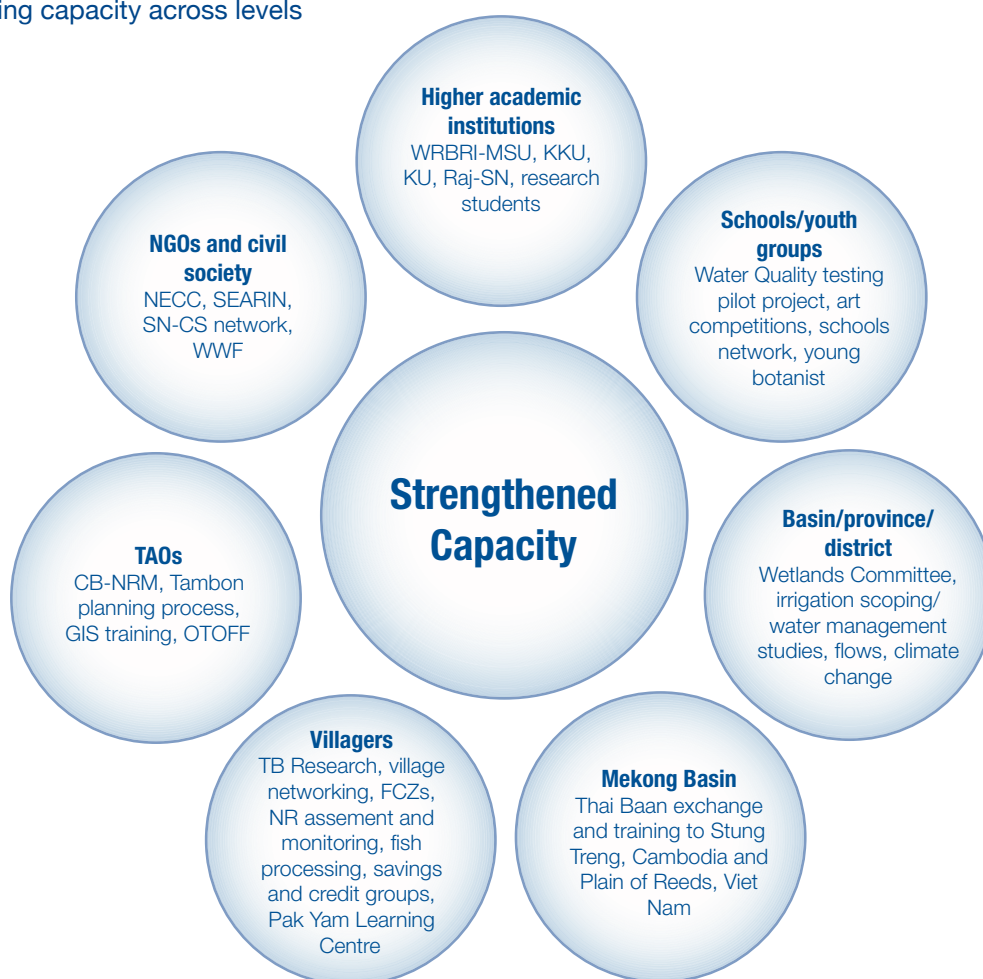 ing capacity across levels
Higher academic
institutions
WRBRI-MSU, KKU,
KU, Raj-SN, research
students
NGOs and civil
society
NECC, SEARIN,
SN-CS network,
WWF
Schools/youth
groups
Water Quality testing
pilot project, art
competitions, schools
network, young
botanist
Strengthened
Capacity
TAOs
CB-NRM, Tambon
planning process,
GIS training, OTOFF
Basin/province/
district
Wetlands Committee,
irrigation scoping/
water management
studies, flows, climate
change
Villagers
TB Research, village
networking, FCZs,
NR assement and
monitoring, fish
processing, savings
and credit groups,
Pak Yam Learning
Centre
Mekong Basin
Thai Baan exchange
and training to Stung
Treng, Cambodia and
Plain of Reeds, Viet
Nam